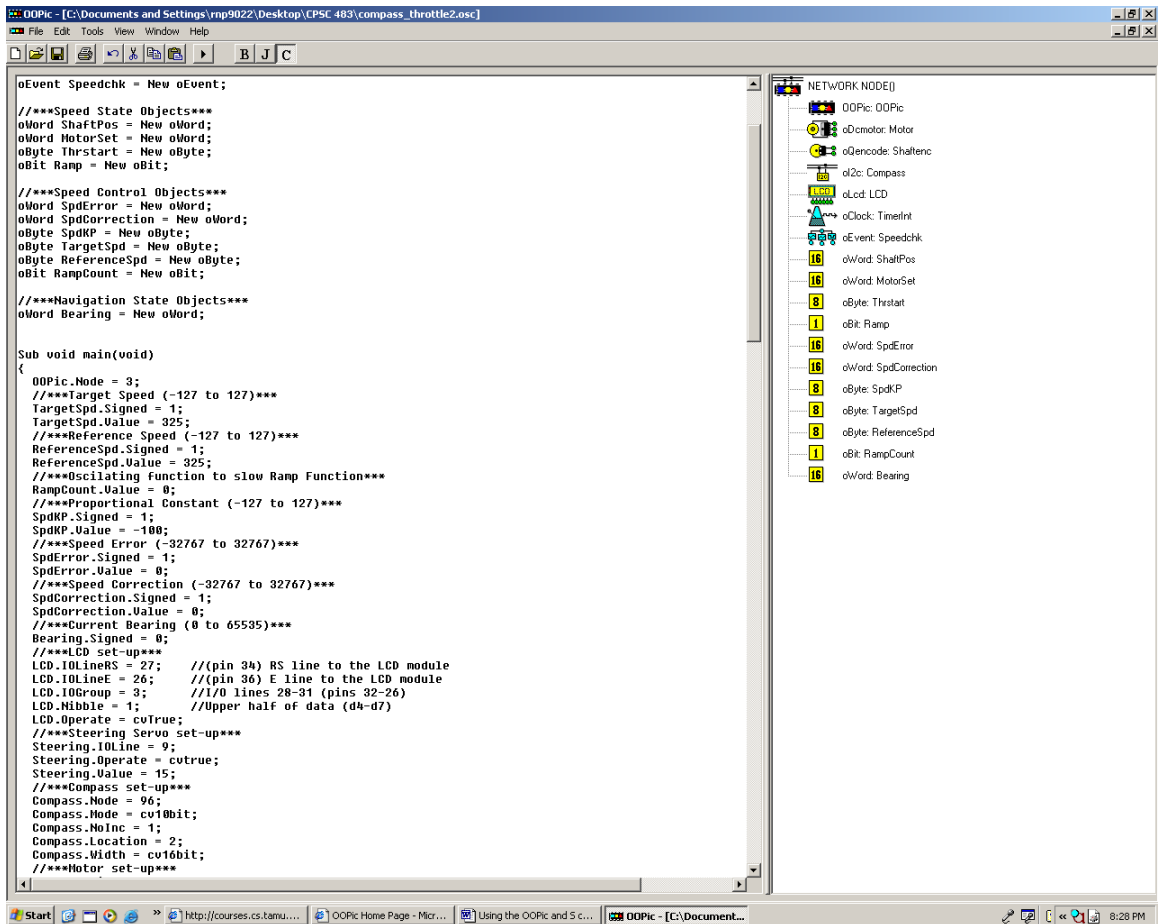 OOPic - [C:\Documents and Settings\rnp9022\Desktop\CPSC 483\compass_throttle2.osc]
File Edit Tools View Window Help
B J C
oEvent Speedchk = New oEvent;
//***Speed State Objects***
oWord ShaftPos = New oWord;
oWord MotorSet = New oWord;
oByte Thrstart = New oByte;
oBit Ramp = New oBit;
//***Speed Control Objects***
oWord SpdError = New oWord;
oWord SpdCorrection = New oWord;
oByte SpdKP = New oByte;
oByte TargetSpd = New oByte;
oByte ReferenceSpd = New oByte;
oBit RampCount = New oBit;
//***Navigation State Objects***
oWord Bearing = New oWord;
Sub void main(void)
{
OOPic.Node = 3;
//***Target Speed (-127 to 127)***
TargetSpd.Signed = 1;
TargetSpd.Value = 325;
//***Reference Speed (-127 to 127)***
ReferenceSpd.Signed = 1;
ReferenceSpd.Value = 325;
//***Oscilating function to slow Ramp Function***
RampCount.Value = 0;
//***Proportional Constant (-127 to 127)***
SpdKP.Signed = 1;
SpdKP.Value = -100;
//***Speed Error (-32767 to 32767)***
SpdError.Signed = 1;
SpdError.Value = 0;
//***Speed Correction (-32767 to 32767)***
SpdCorrection.Signed = 1;
SpdCorrection.Value = 0;
//***Current Bearing (0 to 65535)***
Bearing.Signed = 0;
//***LCD set-up***
LCD.IOLineRS = 27; //(pin 34) RS line to the LCD module
LCD.IOLineE = 26; //(pin 36) E line to the LCD module
LCD.IOGroup = 3; //I/O lines 28-31 (pins 32-26)
LCD.Nibble = 1; //Upper half of data (d4-d7)
LCD.Operate = cvTrue;
//***Steering Servo set-up***
Steering.IOLine = 9;
Steering.Operate = cvtrue;
Steering.Value = 15;
//***Compass set-up***
Compass.Node = 96;
Compass.Mode = cv10bit;
Compass.NoInc = 1;
Compass.Location = 2;
Compass.Width = cv16bit;
//***Motor set-up***
NETWORK NODE()
OOPic: OOPic
oDcmotor: Motor
oQencode: Shaftenc
oI2c: Compass
LCD oLcd: LCD
oClock: TimerInt
oEvent: Speedchk
16 oWord: ShaftPos
16 oWord: MotorSet
8 oByte: Thrstart
1 oBit: Ramp
16 oWord: SpdError
16 oWord: SpdCorrection
8 oByte: SpdKP
8 oByte: TargetSpd
8 oByte: ReferenceSpd
1 oBit: RampCount
16 oWord: Bearing
Start » http://courses.cs.tamu.... OOPic Home Page - Micr... Using the OOPic and S c... OOPic - [C:\Document... « 8:28 PM